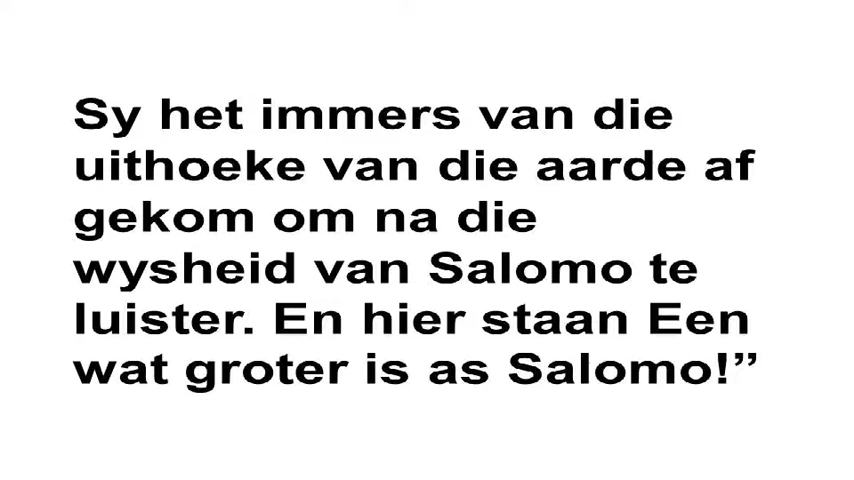 Sy het immers van die
uithoeke van die aarde af
gekom om na die
wysheid van Salomo te
luister. En hier staan Een
wat groter is as Salomo!”